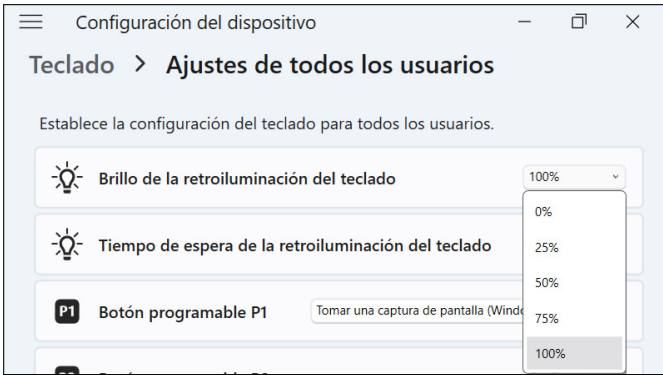 Configuración del dispositivo
Teclado > Ajustes de todos los usuarios
Establece la configuración del teclado para todos los usuarios.
Brillo de la retroiluminación del teclado 100%
0%
Tiempo de espera de la retroiluminación del teclado 25%
50%
P1 Botón programable P1 Tomar una captura de pantalla (Windo
75%
100%